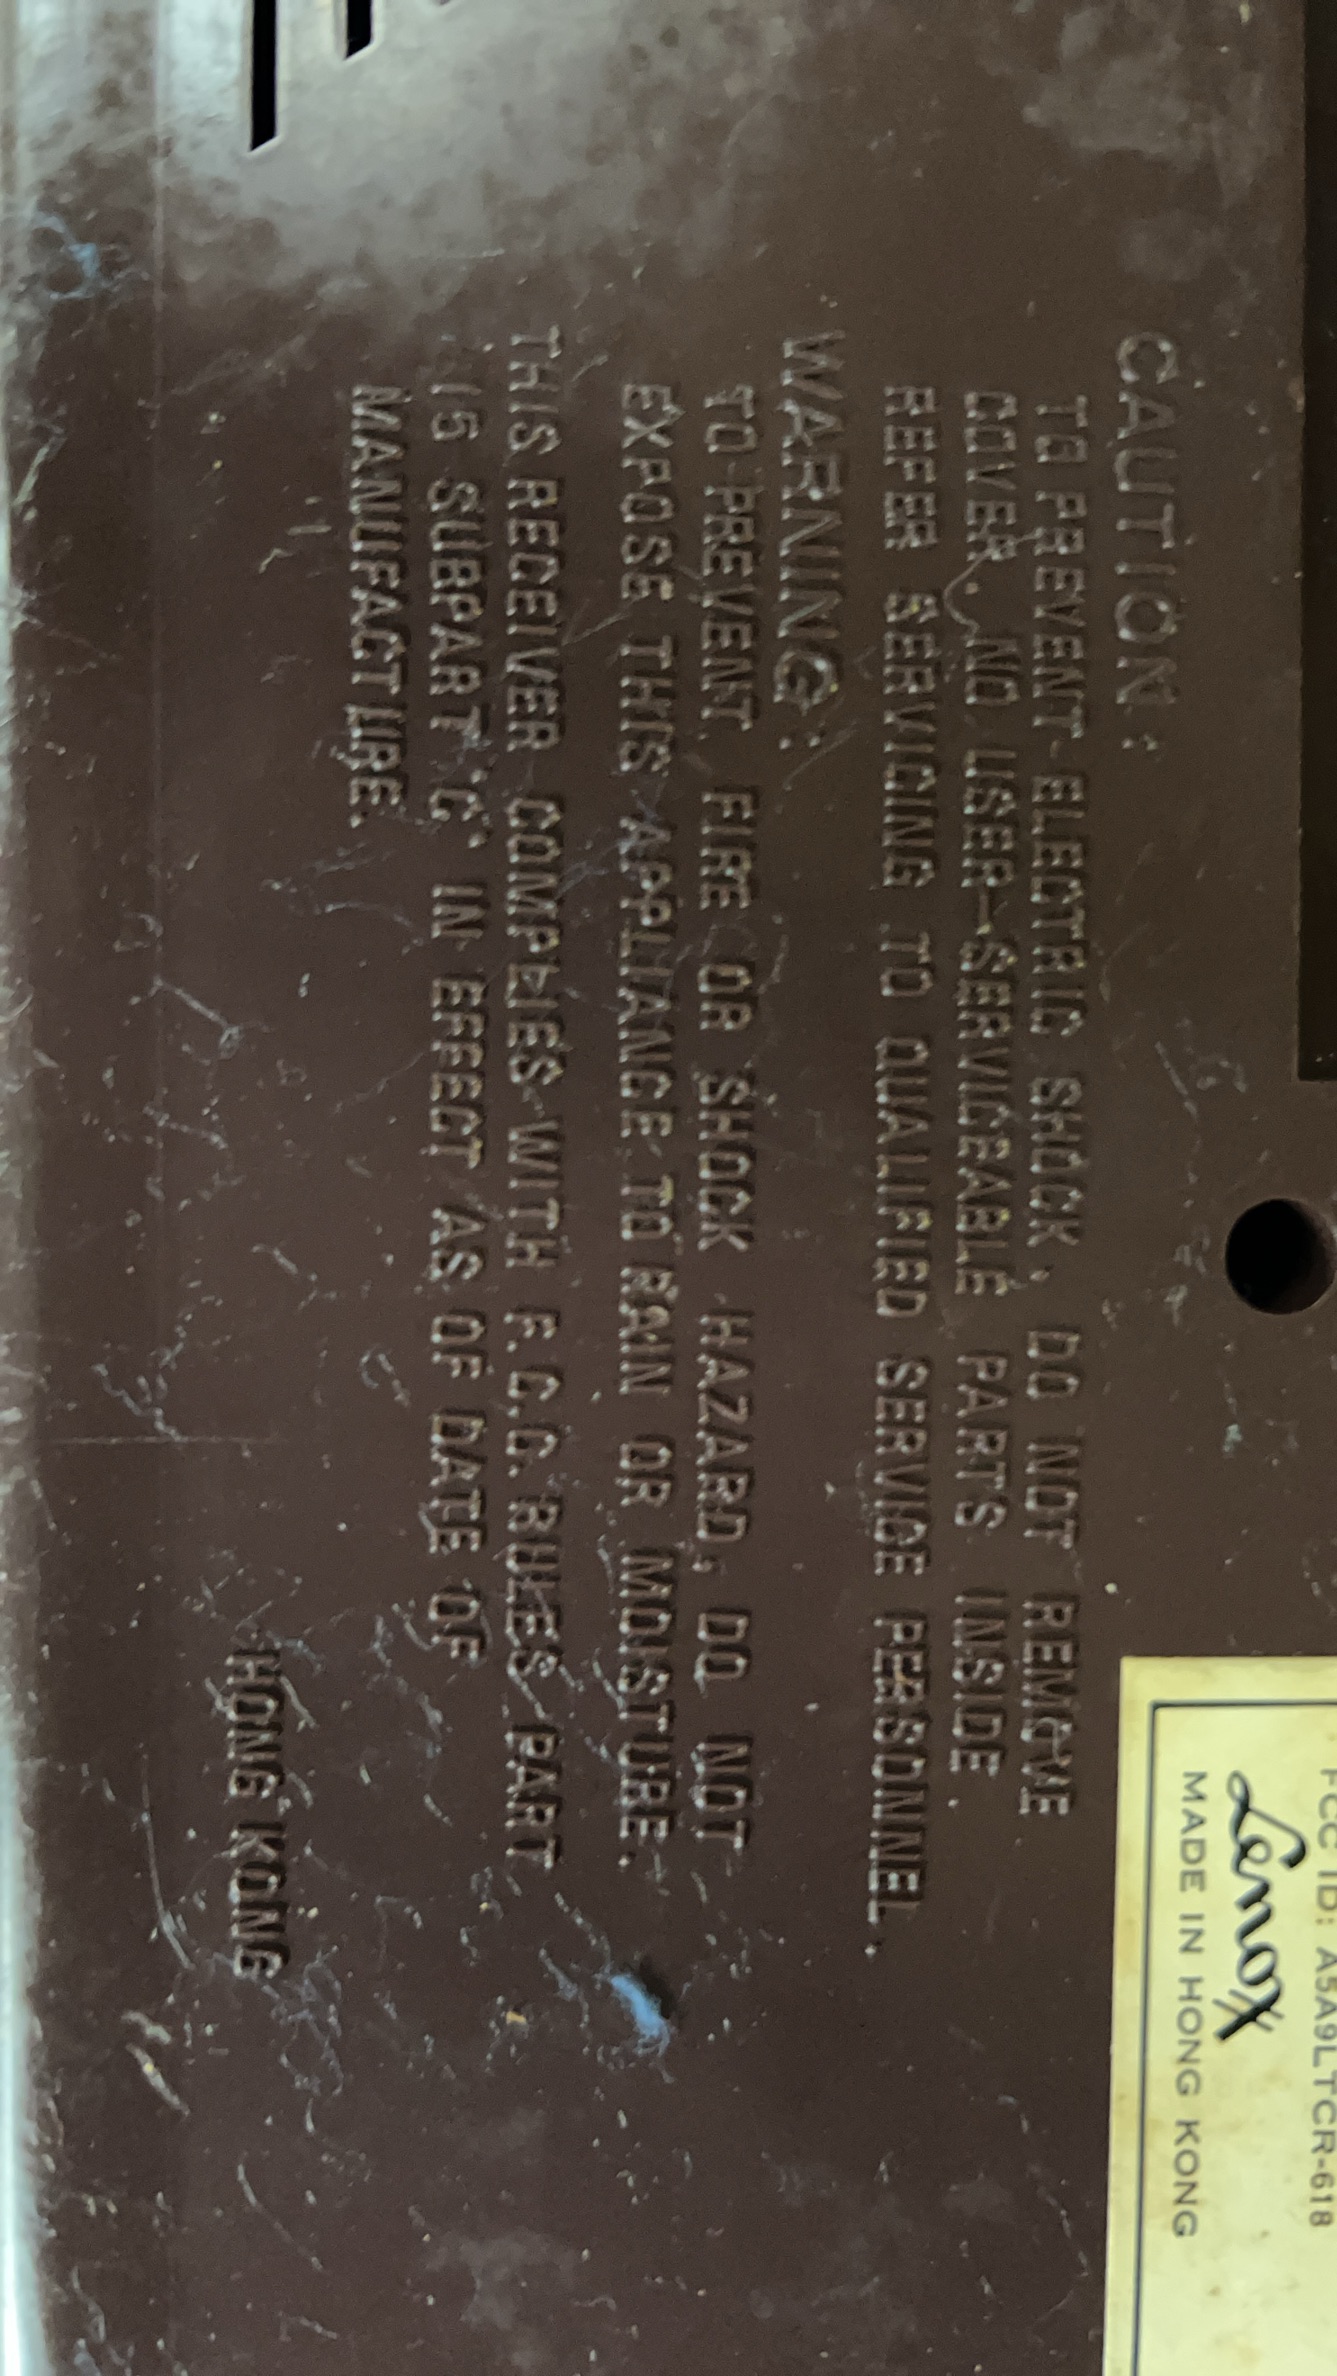 CAUTION:
TO PREVENT ELECTRIC SHOCK, DO NOT REMOVE
COVER. NO USER-SERVICEABLE PARTS INSIDE.
REFER SERVICING TO QUALIFIED SERVICE PERSONNEL.
WARNING:
TO PREVENT FIRE OR SHOCK HAZARD, DO NOT
EXPOSE THIS APPLIANCE TO RAIN OR MOISTURE.
THIS RECEIVER COMPLIES WITH F.C.C. RULES PART
15 SUBPART "C" IN EFFECT AS OF DATE OF
MANUFACTURE.
HONG KONG
FCC ID: A5A9LTCR-618
Lenox
MADE IN HONG KONG